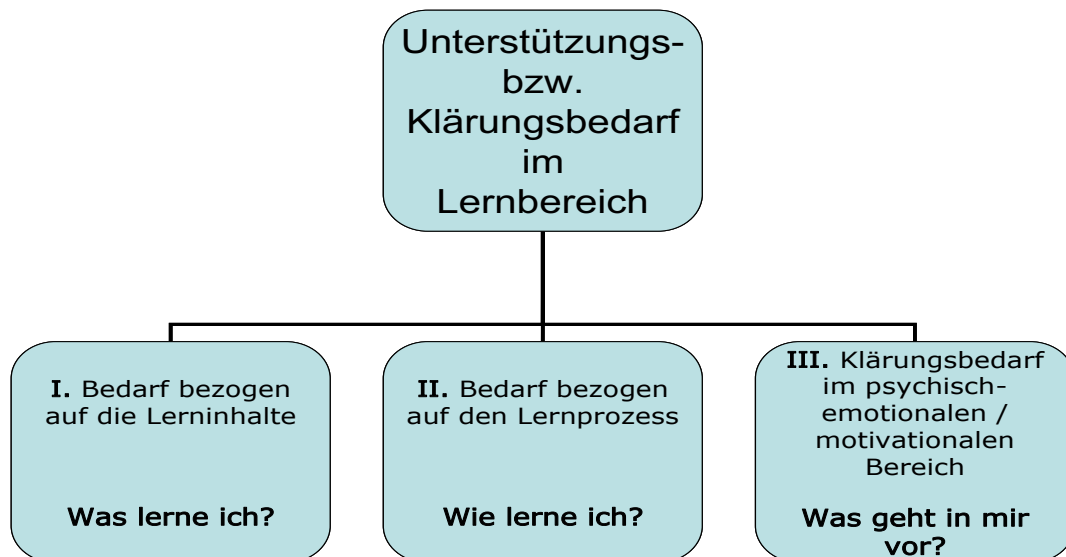 Unterstützungs-
bzw.
Klärungsbedarf
im
Lernbereich
I. Bedarf bezogen
auf die Lerninhalte
Was lerne ich?
II. Bedarf bezogen
auf den Lernprozess
Wie lerne ich?
III. Klärungsbedarf
im psychisch-
emotionalen /
motivationalen
Bereich
Was geht in mir
vor?